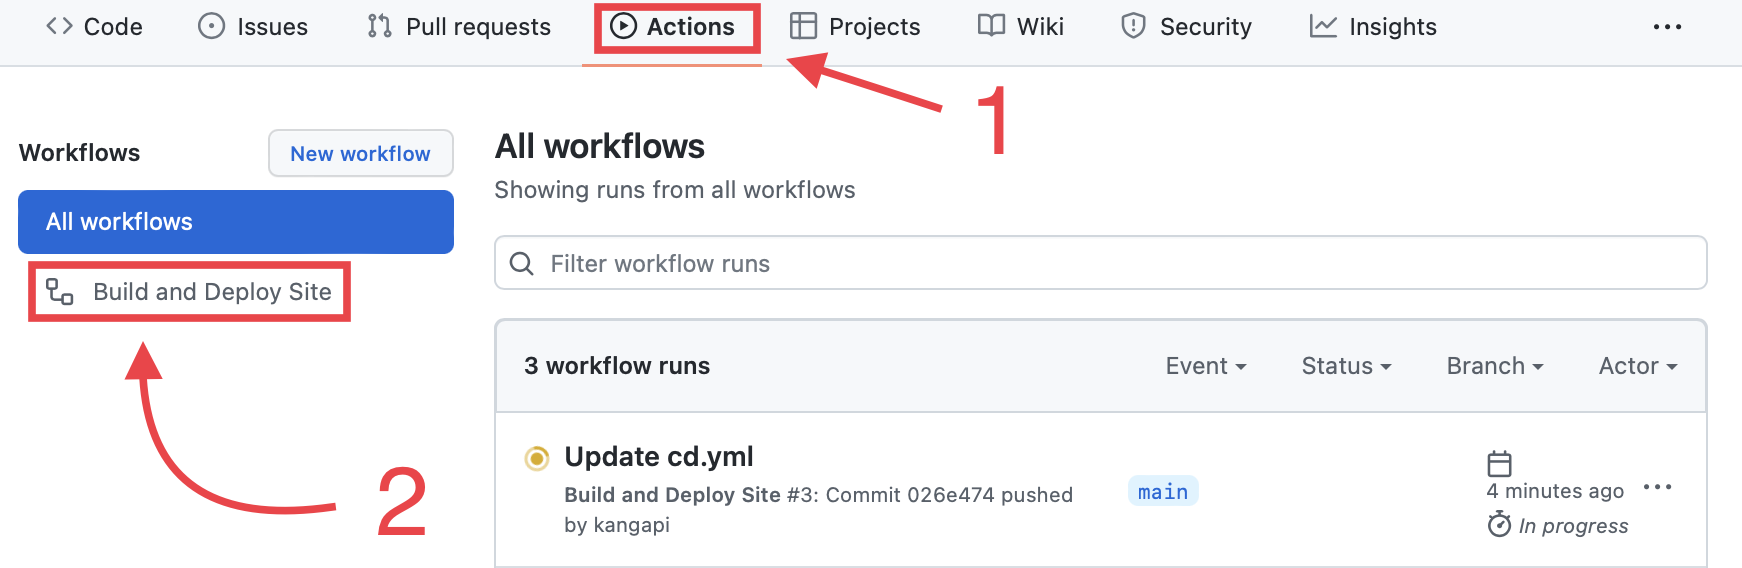 Code Issues Pull requests Actions Projects Wiki Security Insights
1
Workflows
New workflow
All workflows
Build and Deploy Site
2
All workflows
Showing runs from all workflows
Filter workflow runs
3 workflow runs Event Status Branch Actor
Update cd.yml
Build and Deploy Site #3: Commit 026e474 pushed
by kangapi
main
4 minutes ago
In progress